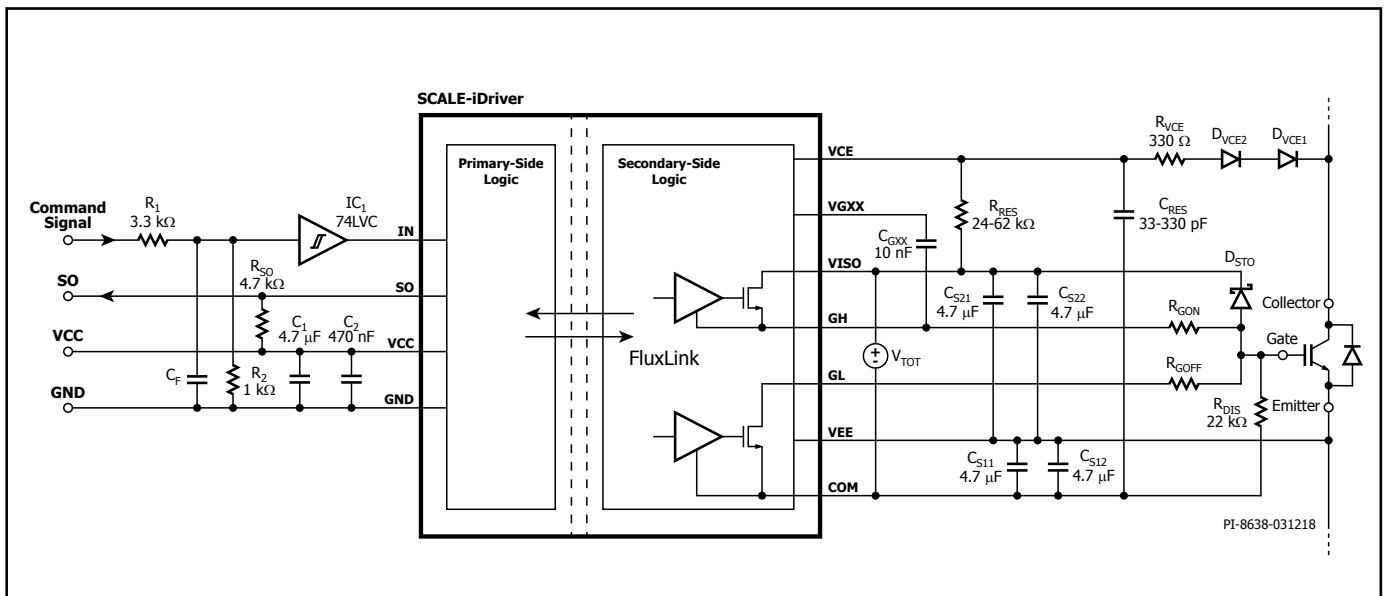 SCALE-iDriver
Primary-Side
Logic
Secondary-Side
Logic
FluxLink
Command
Signal
SO
VCC
GND
R1
3.3 kΩ
IC1
74LVC
RSO
4.7 kΩ
C1
4.7 μF
C2
470 nF
CF
R2
1 kΩ
IN
SO
VCC
GND
VCE
VGXX
VISO
GH
GL
VEE
COM
RVCE
330 Ω
DVCE2
DVCE1
RRES
24-62 kΩ
CRES
33-330 pF
CGXX
10 nF
CS21
4.7 μF
CS22
4.7 μF
DSTO
Collector
RGON
VTOT
Gate
RGOFF
RDIS
22 kΩ
Emitter
CS11
4.7 μF
CS12
4.7 μF
PI-8638-031218